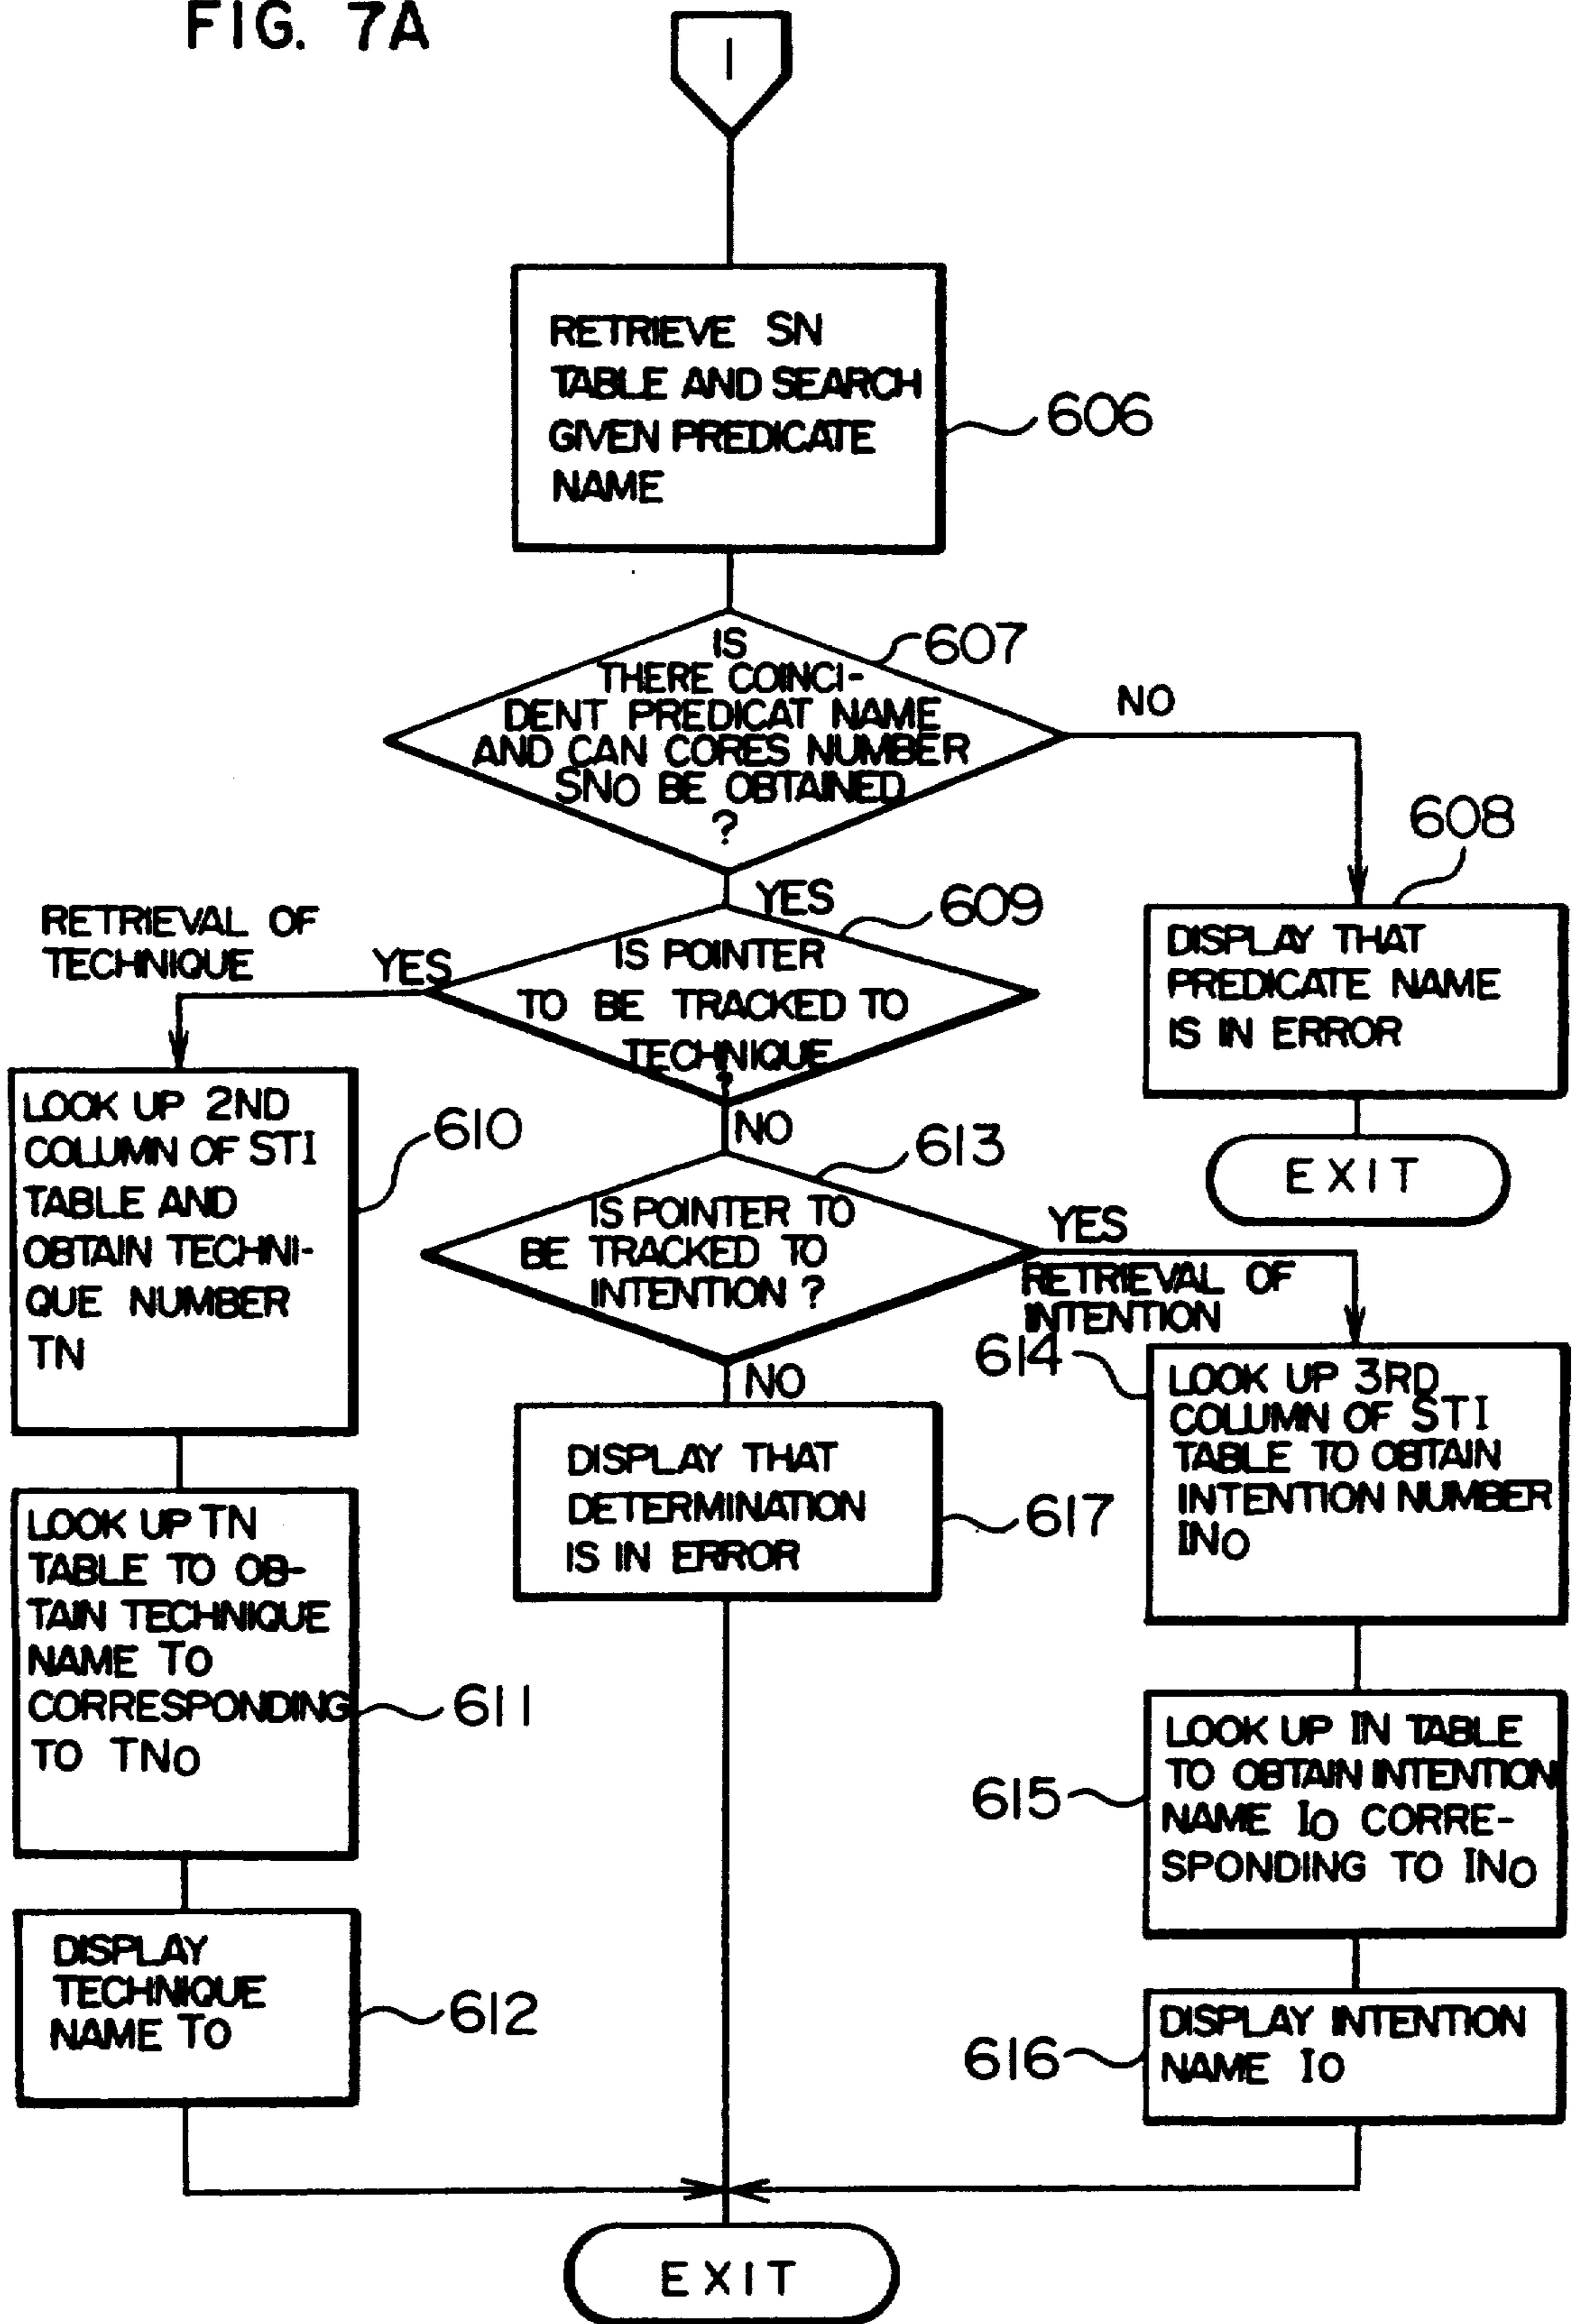 FIG. 7A
1
RETRIEVE SN
TABLE AND SEARCH
GIVEN PREDICATE
NAME
606
IS
THERE COINCI-
DENT PREDICAT NAME
AND CAN CORES NUMBER
SNO BE OBTAINED
?
607
NO
608
DISPLAY THAT
PREDICATE NAME
IS IN ERROR
EXIT
YES
609
IS POINTER
TO BE TRACKED TO
TECHNIQUE
?
RETRIEVAL OF
TECHNIQUE
YES
LOOK UP 2ND
COLUMN OF STI
TABLE AND
OBTAIN TECHNI-
QUE NUMBER
TN
610
NO
613
IS POINTER TO
BE TRACKED TO
INTENTION ?
YES
RETRIEVAL OF
INTENTION
614
LOOK UP 3RD
COLUMN OF STI
TABLE TO OBTAIN
INTENTION NUMBER
INO
NO
DISPLAY THAT
DETERMINATION
IS IN ERROR
617
LOOK UP TN
TABLE TO OB-
TAIN TECHNIQUE
NAME TO
CORRESPONDING
TO TNO
611
615
LOOK UP IN TABLE
TO OBTAIN INTENTION
NAME IO CORRE-
SPONDING TO INO
DISPLAY
TECHNIQUE
NAME TO
612
616
DISPLAY INTENTION
NAME IO
EXIT